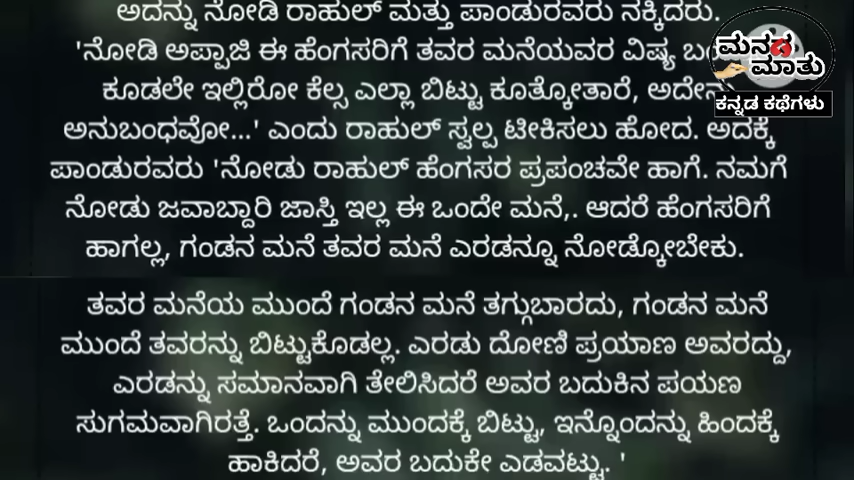 ಅದನ್ನು ನೋಡಿ ರಾಹುಲ್ ಮತ್ತು ಪಾಂಡುರವರು ನಕ್ಕಿದರು.
'ನೋಡಿ ಅಪ್ಪಾಜಿ ಈ ಹೆಂಗಸರಿಗೆ ತವರ ಮನೆಯವರ ವಿಷ್ಯ
ಕೂಡಲೇ ಇಲ್ಲಿರೋ ಕೆಲ್ಸ ಎಲ್ಲಾ ಬಿಟ್ಟು ಕೂತ್ಕೋತಾರೆ,
ಅನುಬಂಧವೋ...' ಎಂದು ರಾಹುಲ್ ಸ್ವಲ್ಪ ಟೀಕಿಸಲು ಹೋದ. ಅದಕ್ಕೆ
ಪಾಂಡುರವರು 'ನೋಡು ರಾಹುಲ್ ಹೆಂಗಸರ ಪ್ರಪಂಚವೇ ಹಾಗೆ. ನಮಗೆ
ನೋಡು ಜವಾಬ್ದಾರಿ ಜಾಸ್ತಿ ಇಲ್ಲ ಈ ಒಂದೇ ಮನೆ,. ಆದರೆ ಹೆಂಗಸರಿಗೆ
ಹಾಗಲ್ಲ, ಗಂಡನ ಮನೆ ತವರ ಮನೆ ಎರಡನ್ನೂ ನೋಡ್ಕೋಬೇಕು.
ತವರ ಮನೆಯ ಮುಂದೆ ಗಂಡನ ಮನೆ ತಗ್ಗುಬಾರದು, ಗಂಡನ ಮನೆ
ಮುಂದೆ ತವರನ್ನು ಬಿಟ್ಟುಕೊಡಲ್ಲ. ಎರಡು ದೋಣಿ ಪ್ರಯಾಣ ಅವರದ್ದು,
ಎರಡನ್ನು ಸಮಾನವಾಗಿ ತೇಲಿಸಿದರೆ ಅವರ ಬದುಕಿನ ಪಯಣ
ಸುಗಮವಾಗಿರತ್ತೆ. ಒಂದನ್ನು ಮುಂದಕ್ಕೆ ಬಿಟ್ಟು, ಇನ್ನೊಂದನ್ನು ಹಿಂದಕ್ಕೆ
ಹಾಕಿದರೆ, ಅವರ ಬದುಕೇ ಎಡವಟ್ಟು. '
ಮನದ
ಮಾತು
ಕನ್ನಡ ಕಥೆಗಳು